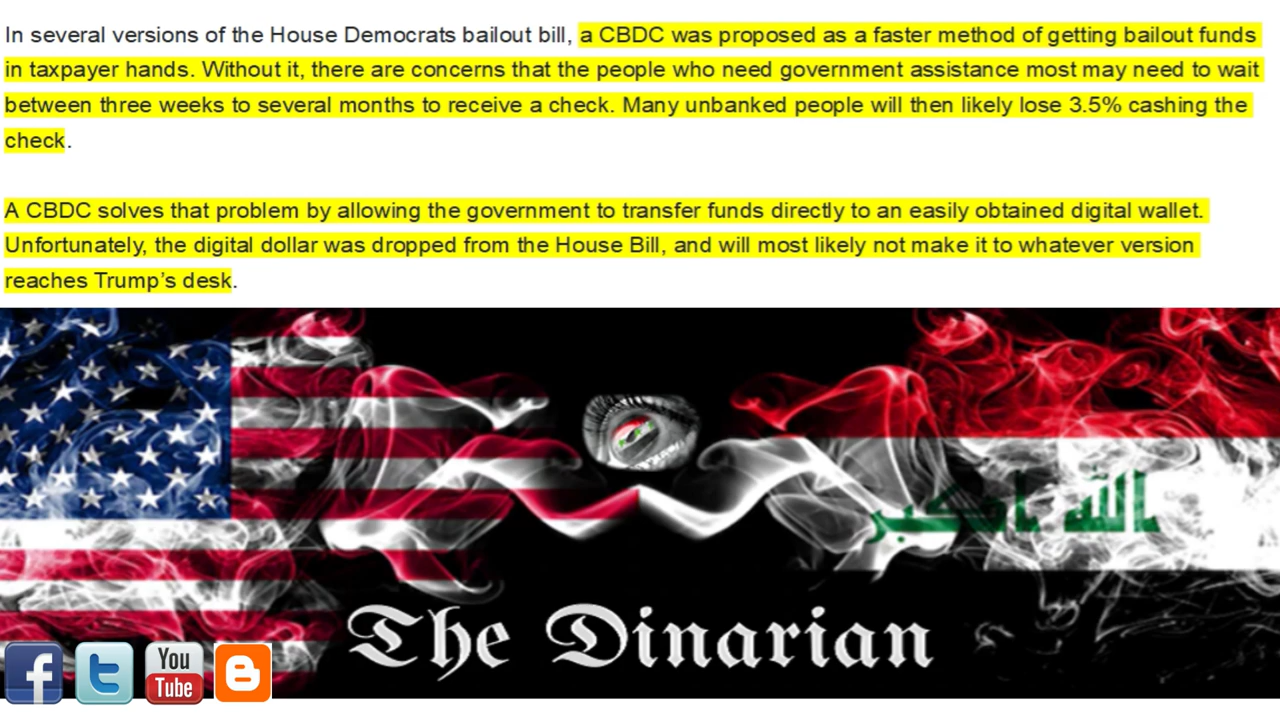 In several versions of the House Democrats bailout bill, a CBDC was proposed as a faster method of getting bailout funds
in taxpayer hands. Without it, there are concerns that the people who need government assistance most may need to wait
between three weeks to several months to receive a check. Many unbanked people will then likely lose 3.5% cashing the
check.
A CBDC solves that problem by allowing the government to transfer funds directly to an easily obtained digital wallet.
Unfortunately, the digital dollar was dropped from the House Bill, and will most likely not make it to whatever version
reaches Trump’s desk.
الله اكبر
The Dinarian
You
Tube